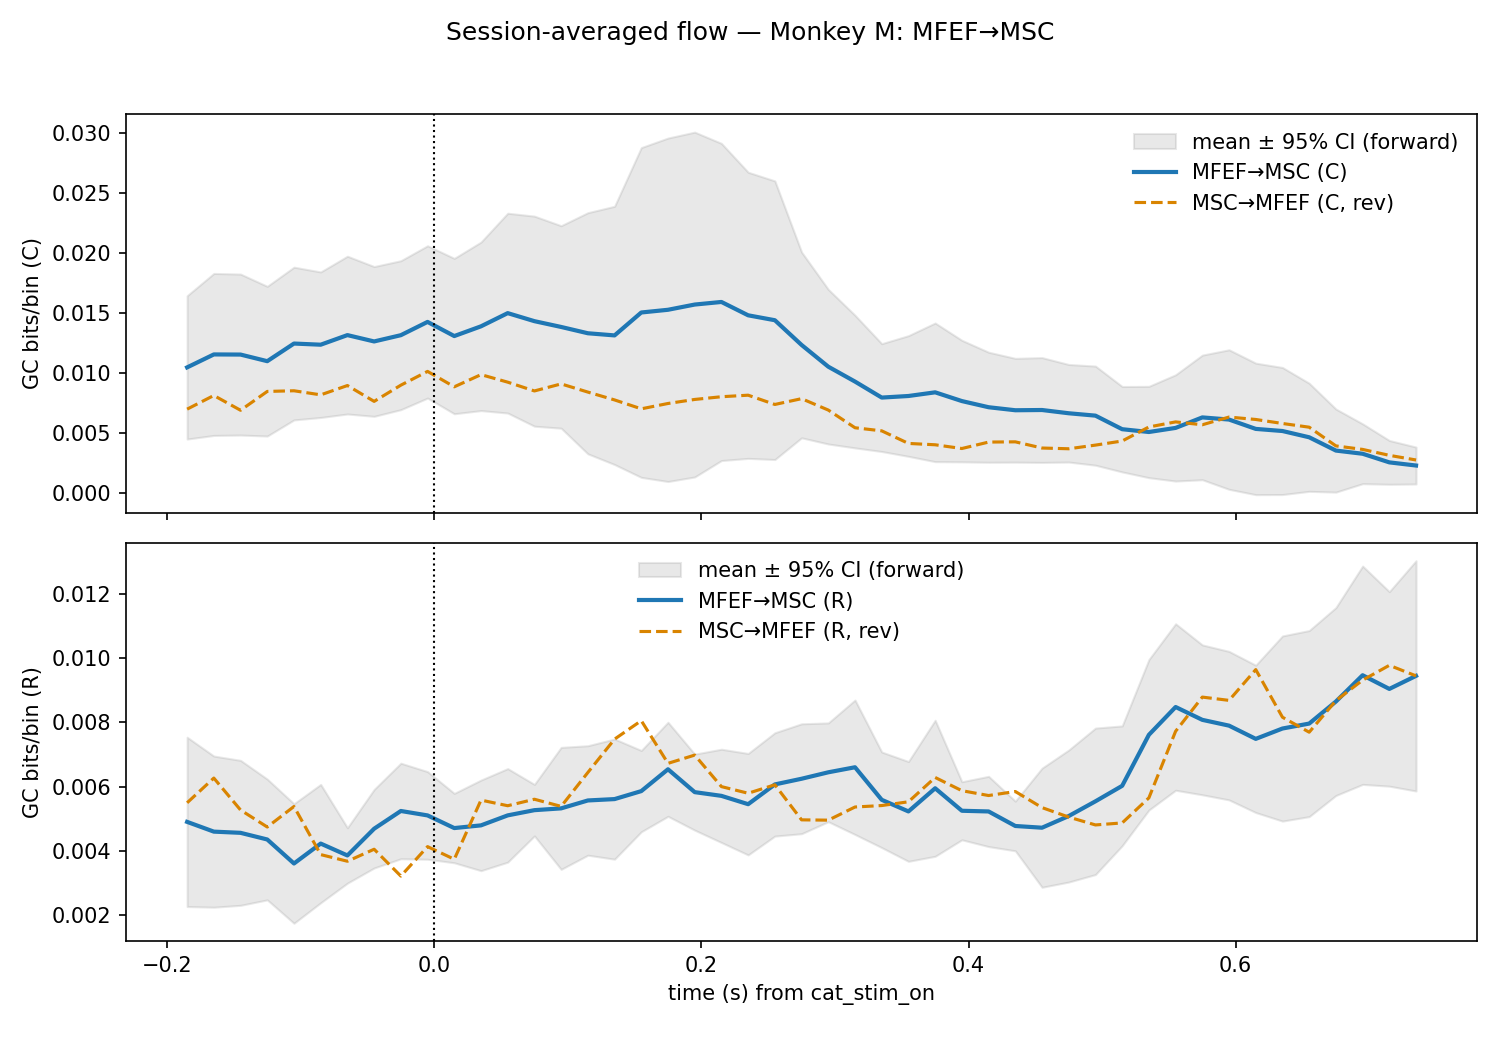 Session-averaged flow — Monkey M: MFEF→MSC
GC bits/bin (C)
0.030
0.025
0.020
0.015
0.010
0.005
0.000
mean ± 95% CI (forward)
MFEF→MSC (C)
MSC→MFEF (C, rev)
GC bits/bin (R)
0.012
0.010
0.008
0.006
0.004
0.002
mean ± 95% CI (forward)
MFEF→MSC (R)
MSC→MFEF (R, rev)
−0.2 0.0 0.2 0.4 0.6
time (s) from cat_stim_on